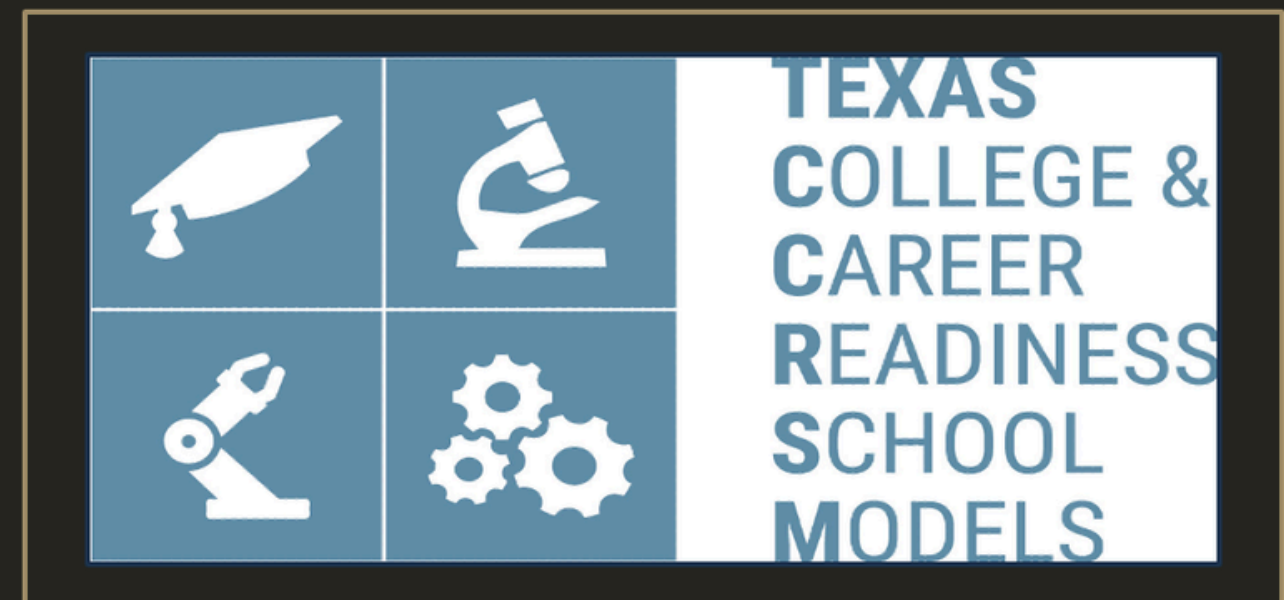 TEXAS
COLLEGE &
CAREER
READINESS
SCHOOL
MODELS